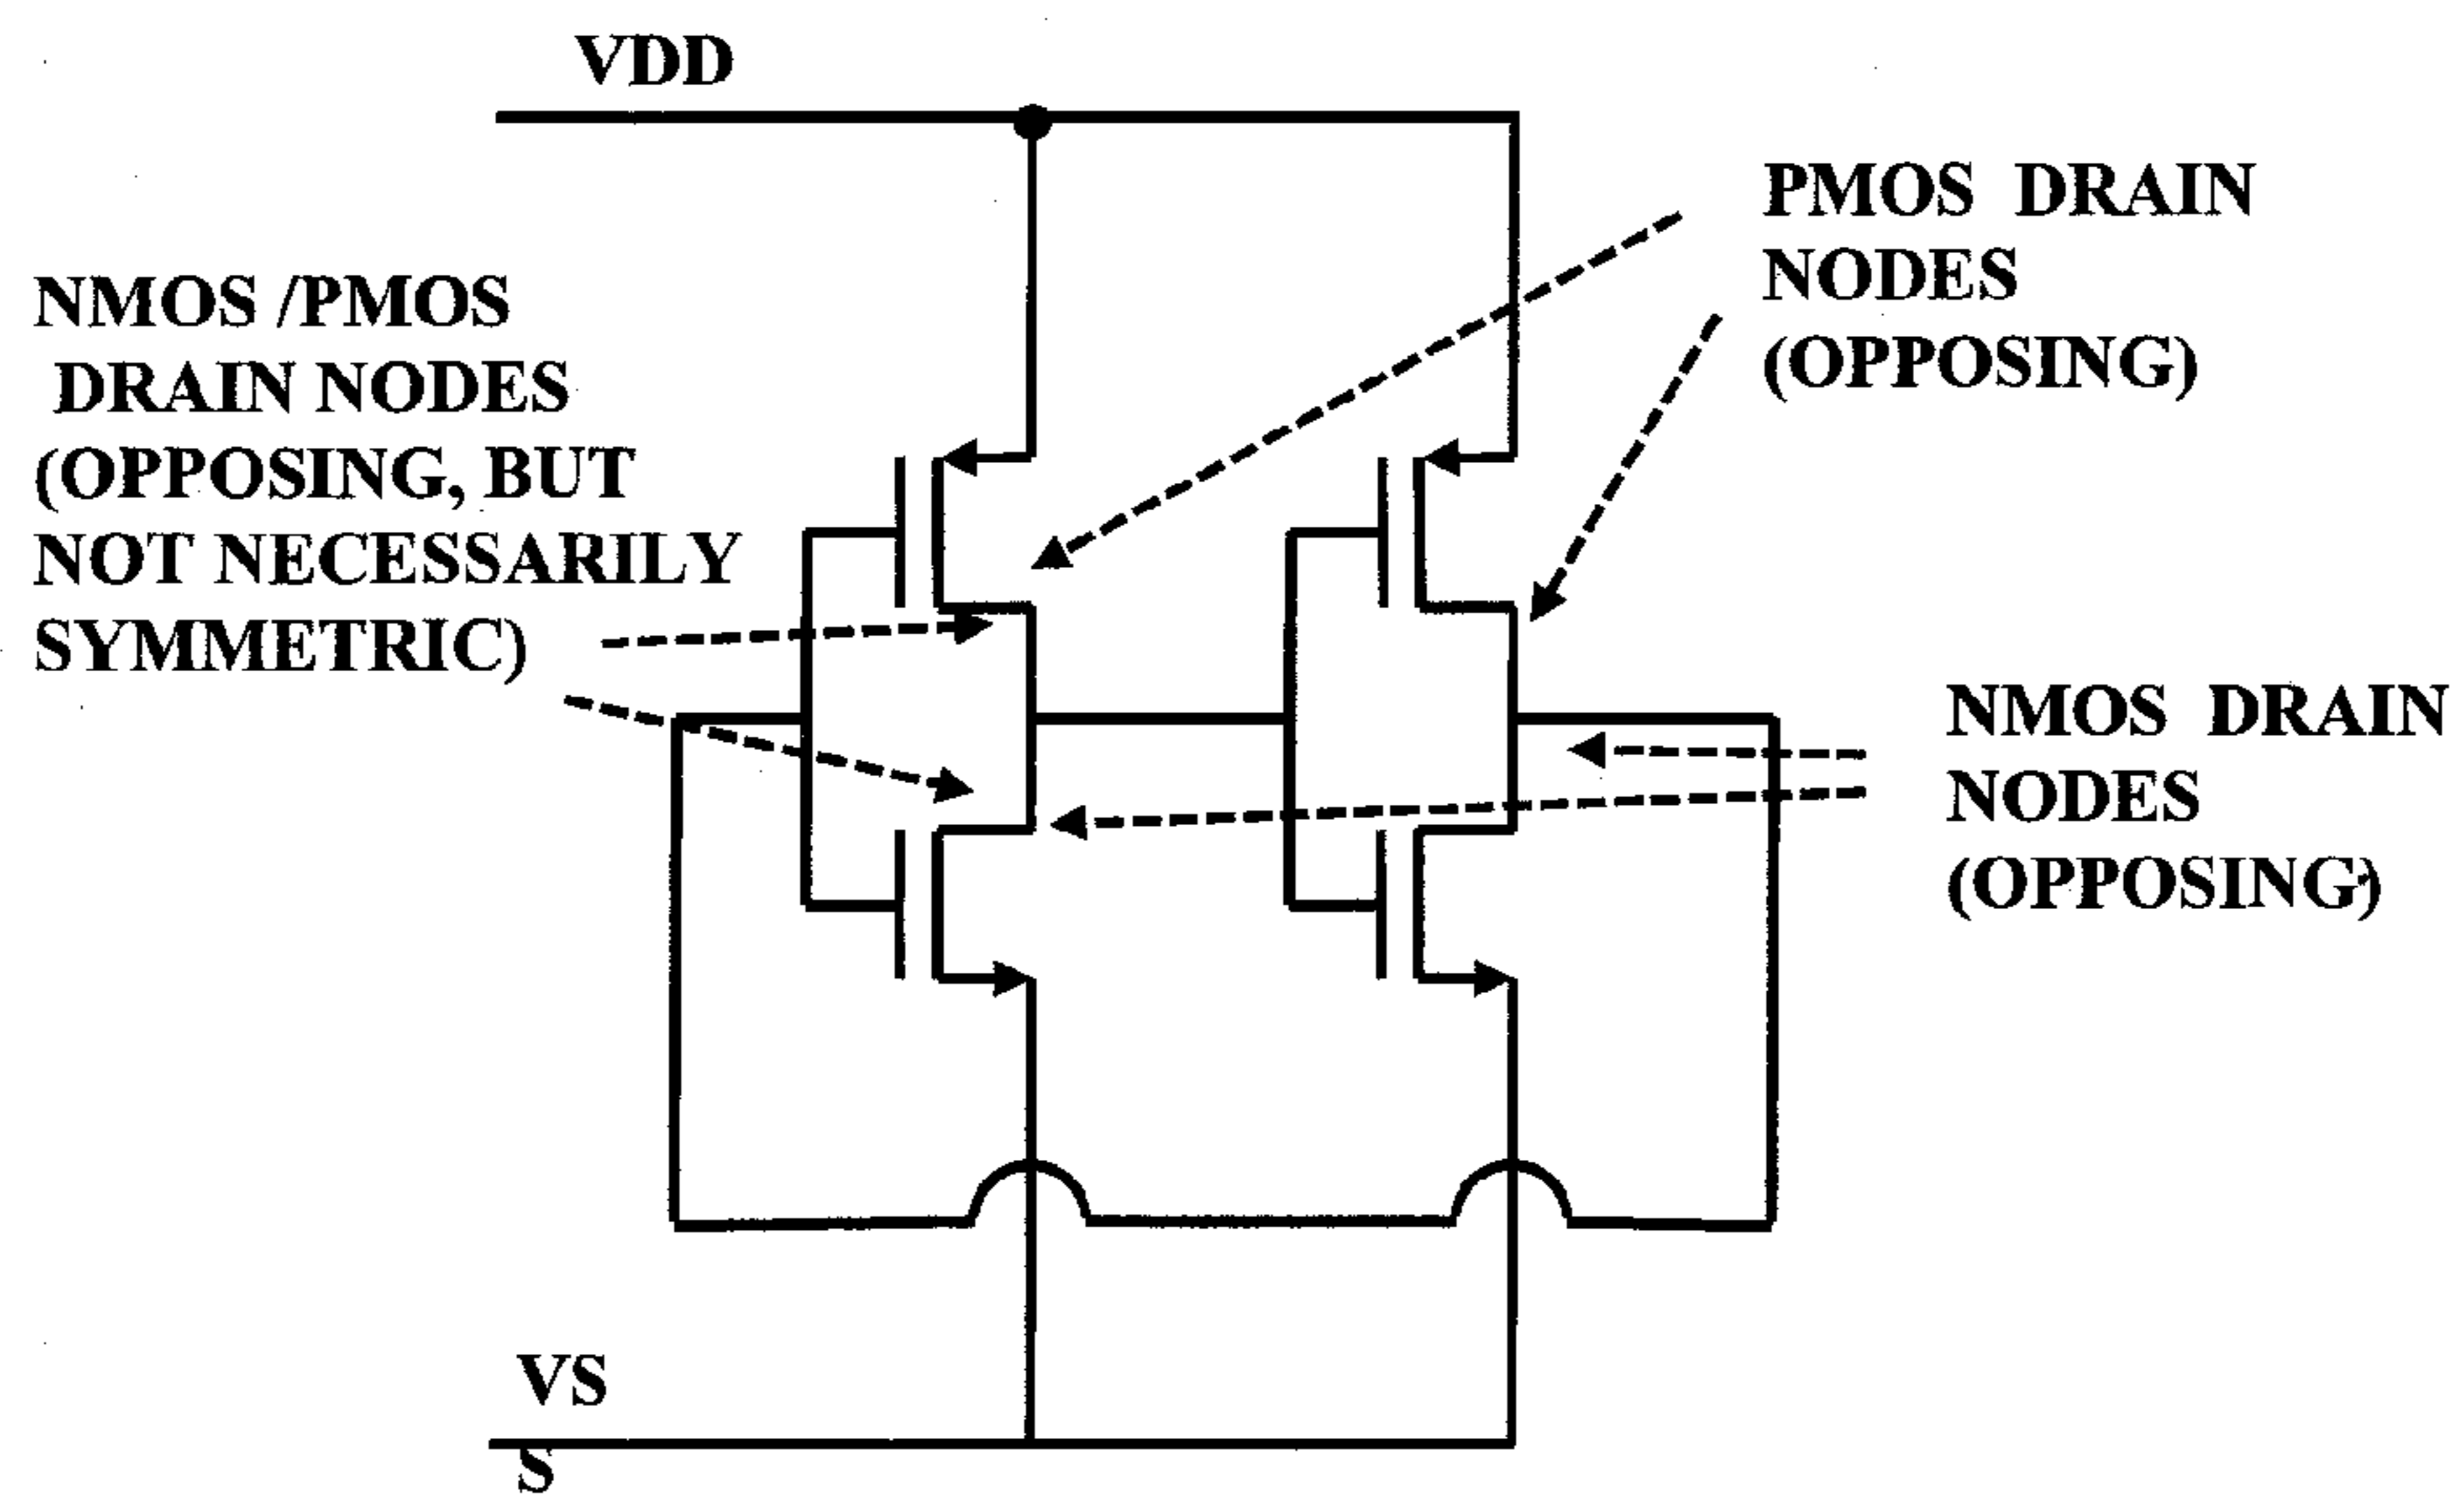 VDD
PMOS DRAIN
NODES
(OPPOSING)
NMOS /PMOS
DRAIN NODES
(OPPOSING, BUT
NOT NECESSARILY
SYMMETRIC)
NMOS DRAIN
NODES
(OPPOSING)
VS
S